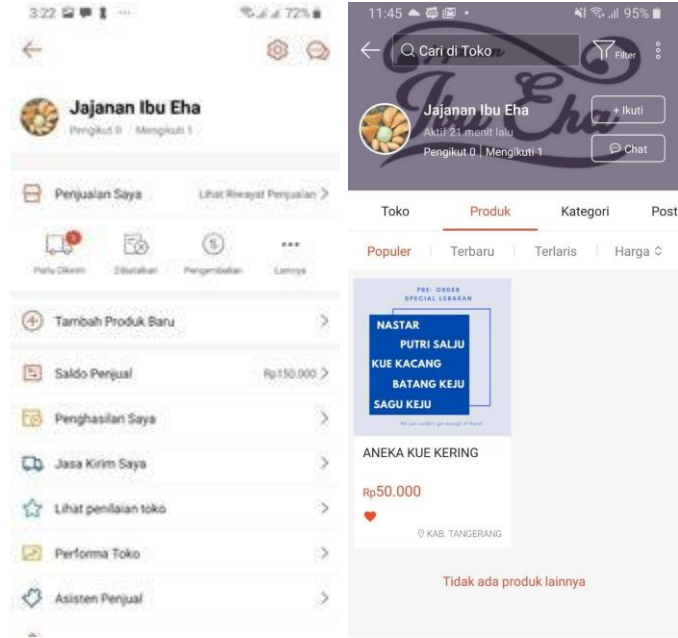 3:22 72%
Jajanan Ibu Eha
Pengikut 0 Mengikuti 1
Penjualan Saya Lihat Riwayat Penjualan
Perlu Dikirim Dibatalkan Pengembalian Lainnya
Tambah Produk Baru
Saldo Penjual Rp150.000
Penghasilan Saya
Jasa Kirim Saya
Lihat penilaian toko
Performa Toko
Asisten Penjual
11:45 95%
Cari di Toko Filter
Jajanan Ibu Eha + Ikuti
Aktif 21 menit lalu
Pengikut 0 | Mengikuti 1 Chat
Toko Produk Kategori Post
Populer Terbaru Terlaris Harga
PRE- ORDER
SPECIAL LEBARAN
NASTAR
PUTRI SALJU
KUE KACANG
BATANG KEJU
SAGU KEJU
ANEKA KUE KERING
Rp50.000
KAB. TANGERANG
Tidak ada produk lainnya